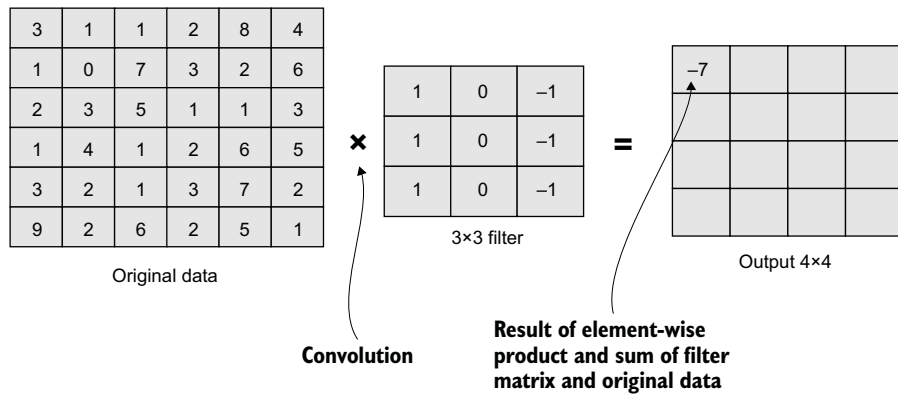 3 1 1 2 8 4
1 0 7 3 2 6
2 3 5 1 1 3
1 4 1 2 6 5
3 2 1 3 7 2
9 2 6 2 5 1
Original data
×
1 0 –1
1 0 –1
1 0 –1
3×3 filter
=
–7
Output 4×4
Convolution
Result of element-wise
product and sum of filter
matrix and original data